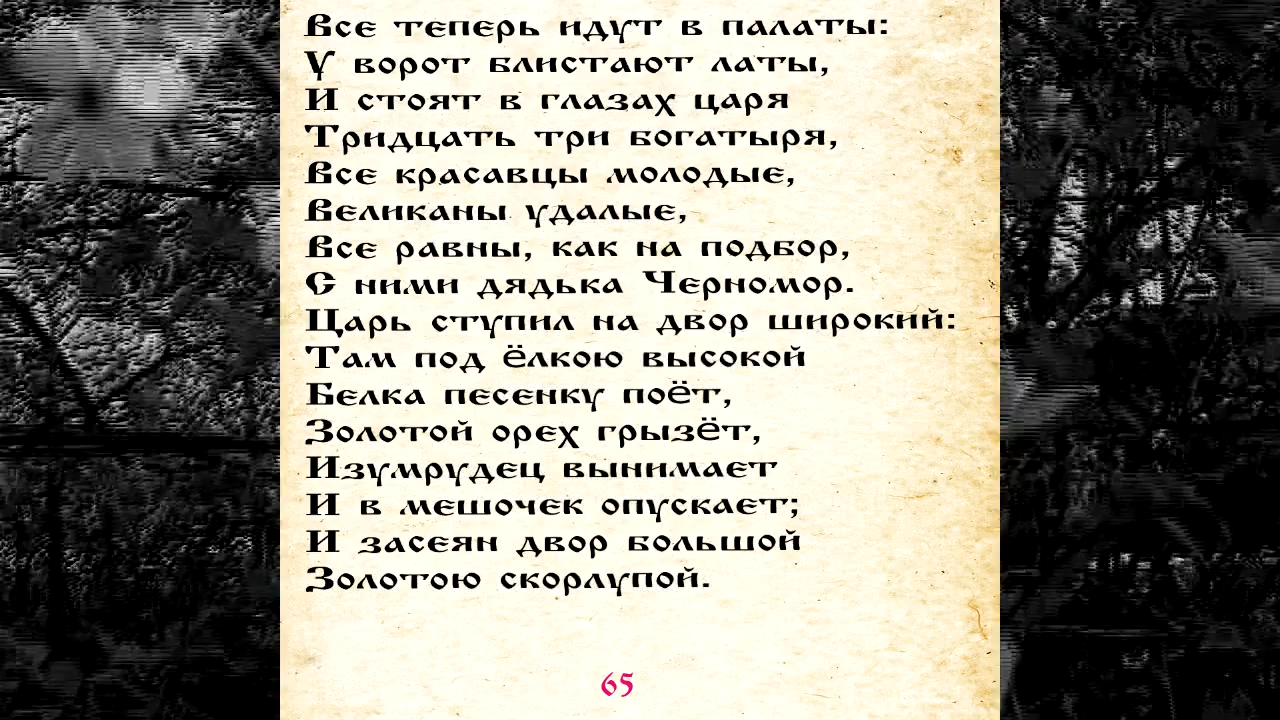 Все теперь идут в палаты:
У ворот блистают латы,
И стоят в глазах царя
Тридцать три богатыря,
Все красавцы молодые,
Великаны удалые,
Все равны, как на подбор,
С ними дядька Черномор.
Царь ступил на двор широкий:
Там под ёлкою высокой
Белка песенку поёт,
Золотой орех грызёт,
Изумрудец вынимает
И в мешочек опускает;
И засеян двор большой
Золотою скорлупой.
65